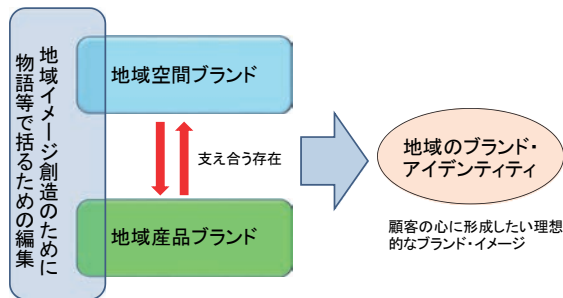 地域イメージ創造のために
物語等で括るための編集
地域空間ブランド
支え合う存在
地域産品ブランド
地域のブランド・
アイデンティティ
顧客の心に形成したい理想
的なブランド・イメージ